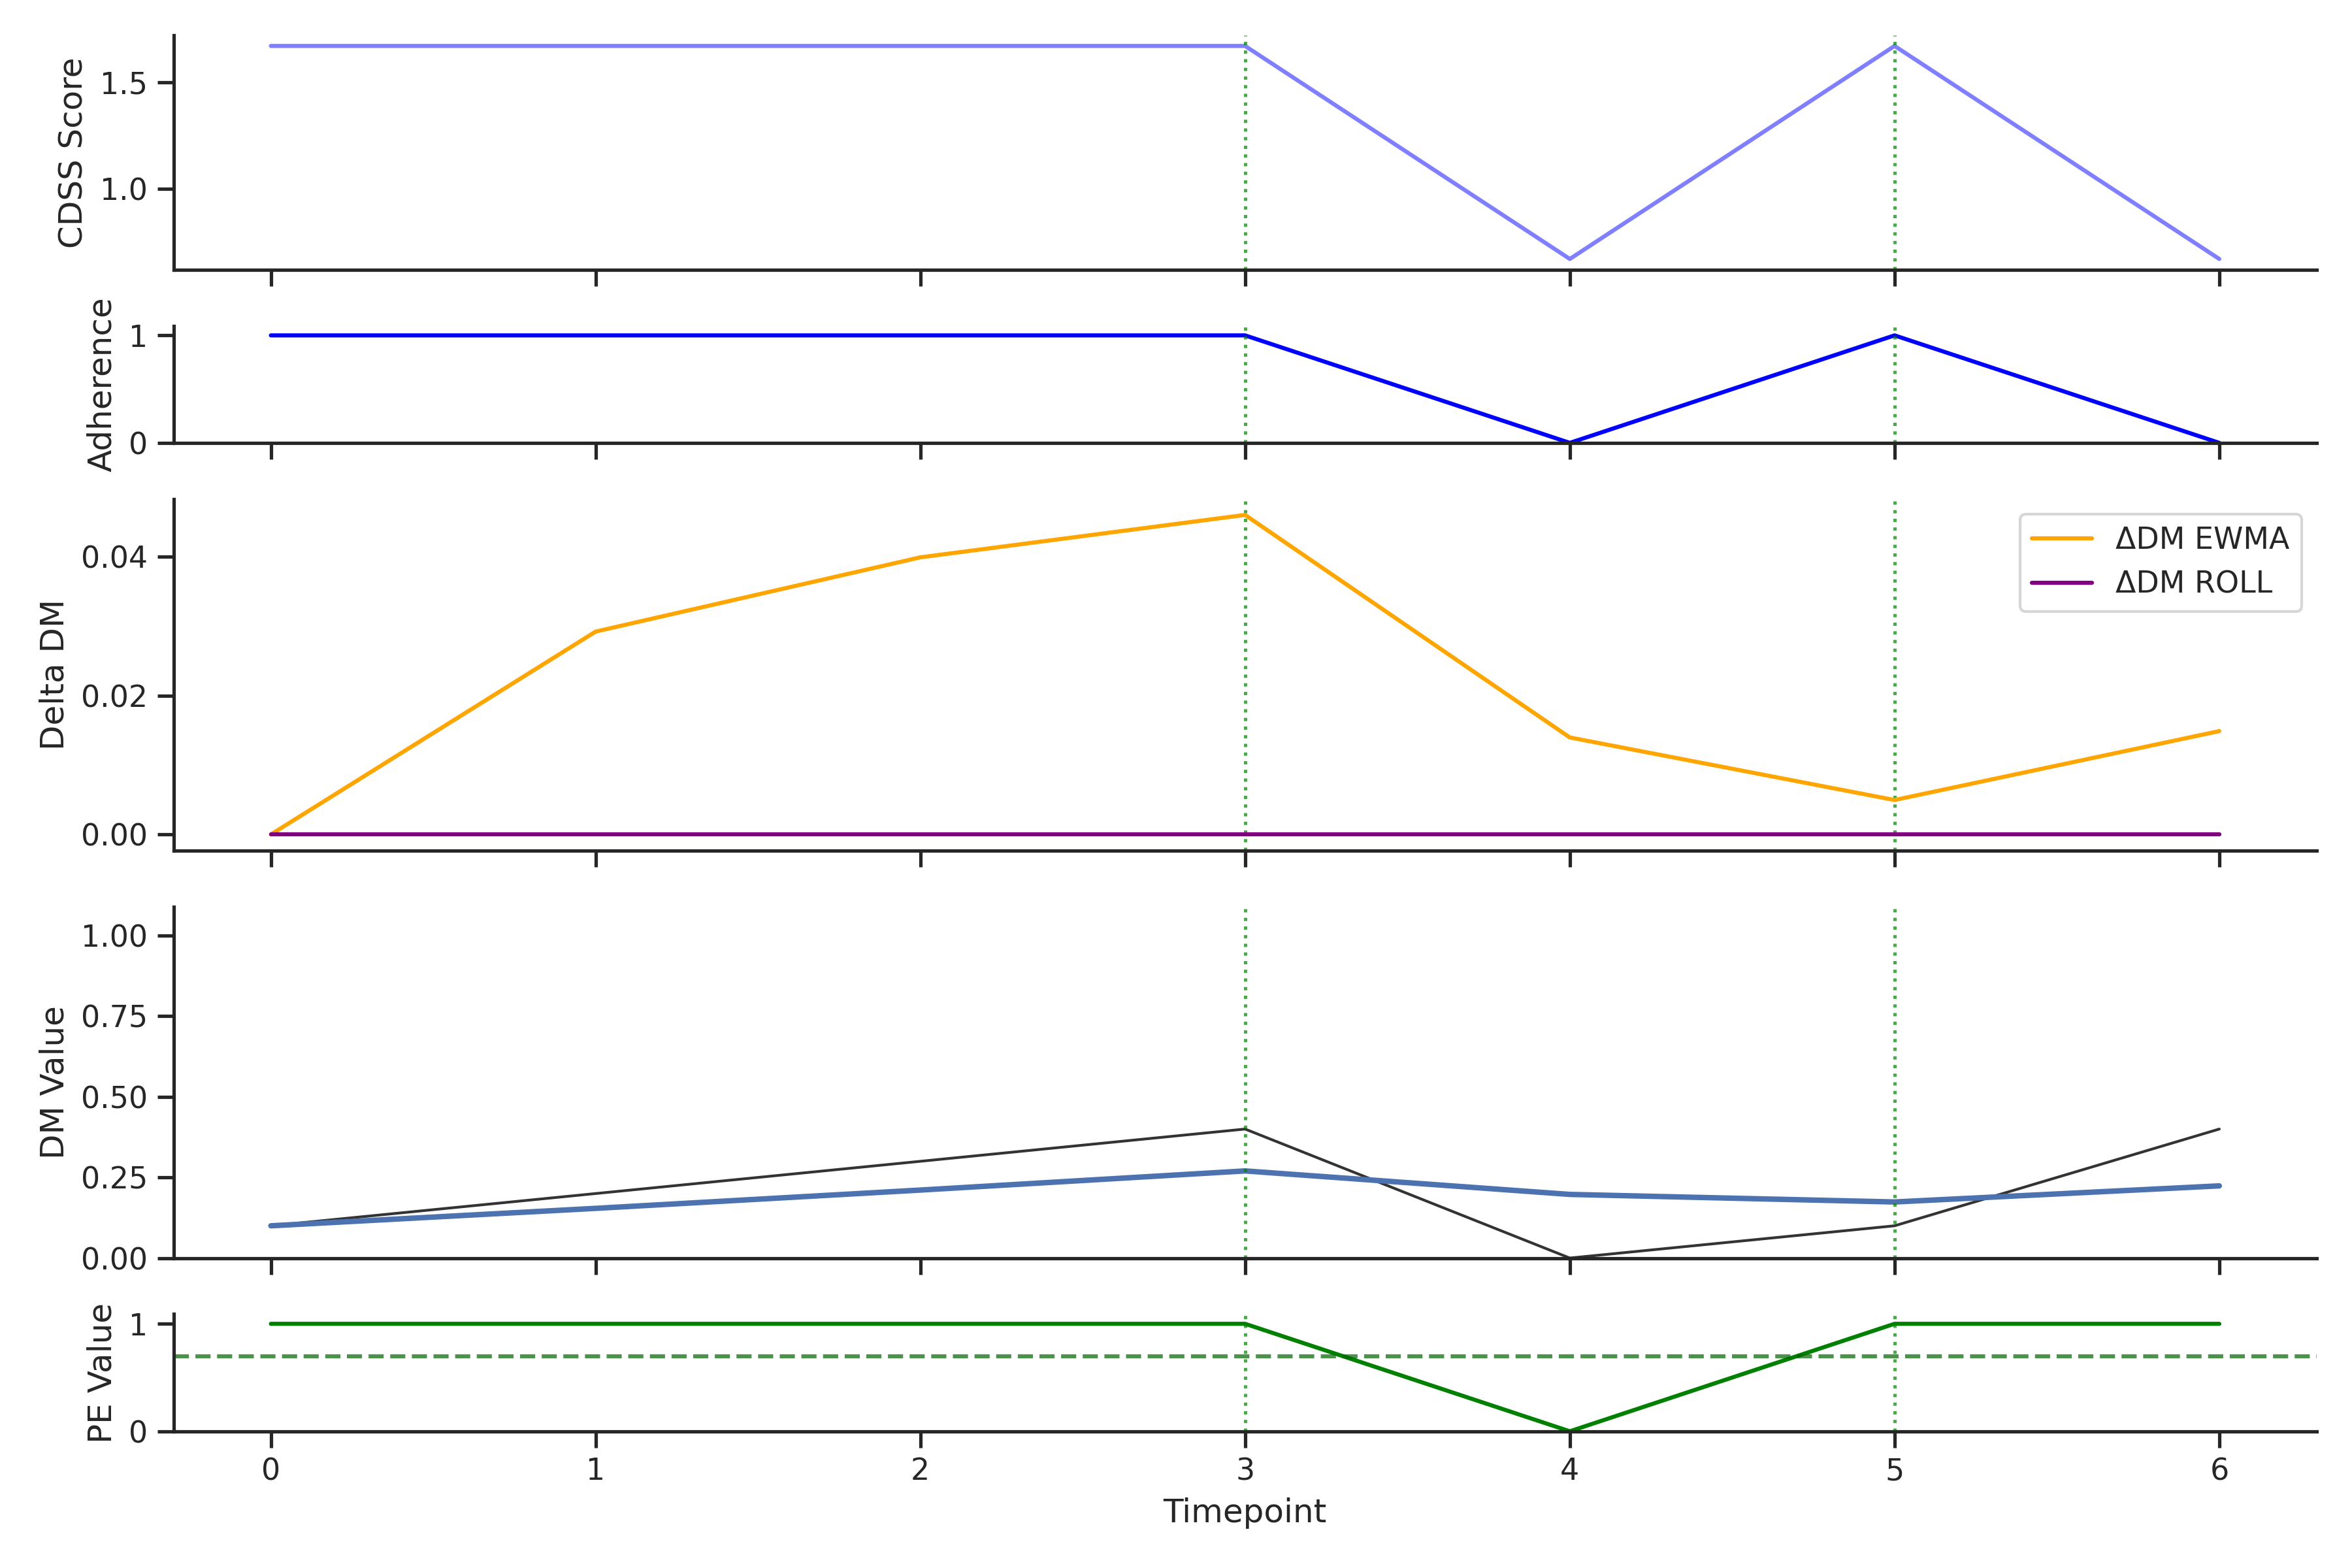 CDSS Score
1.5
1.0
Adherence
1
0
Delta DM
0.04
0.02
0.00
ΔDM EWMA
ΔDM ROLL
DM Value
1.00
0.75
0.50
0.25
0.00
PE Value
1
0
0 1 2 3 4 5 6
Timepoint